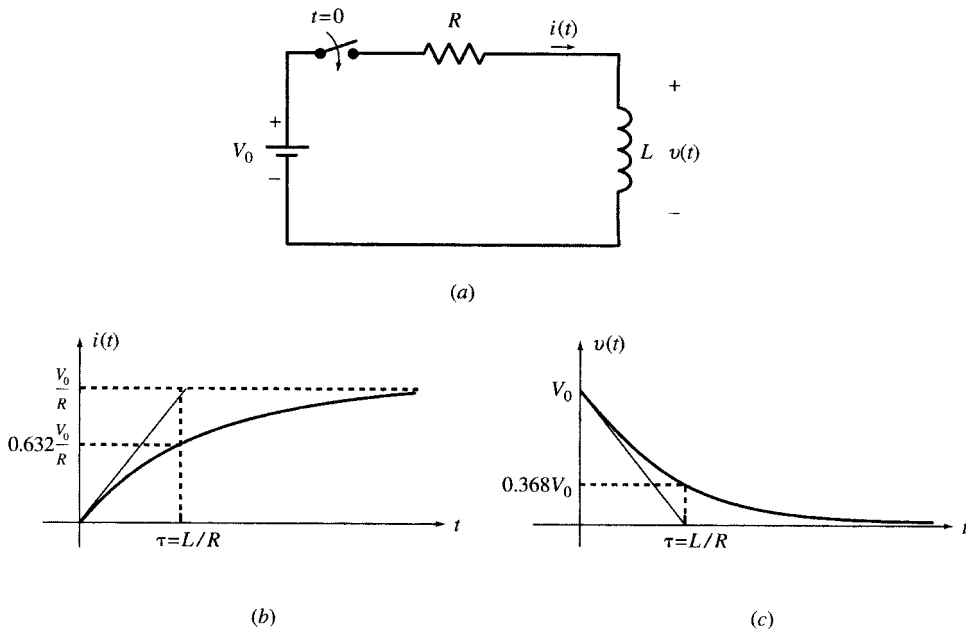 t=0
R
i(t)
+
+
V₀
L
υ(t)
−
−
(a)
i(t)
V₀/R
0.632 V₀/R
t
τ=L/R
(b)
υ(t)
V₀
0.368V₀
t
τ=L/R
(c)